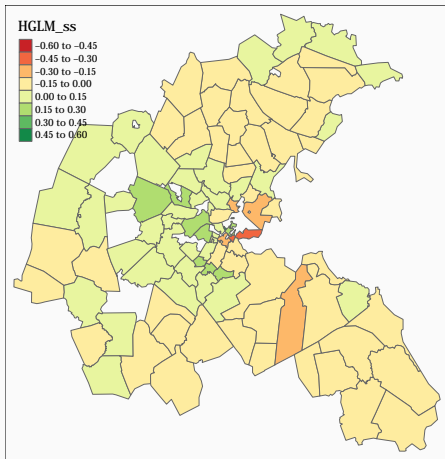 HGLM_ss
-0.60 to -0.45
-0.45 to -0.30
-0.30 to -0.15
-0.15 to 0.00
0.00 to 0.15
0.15 to 0.30
0.30 to 0.45
0.45 to 0.60